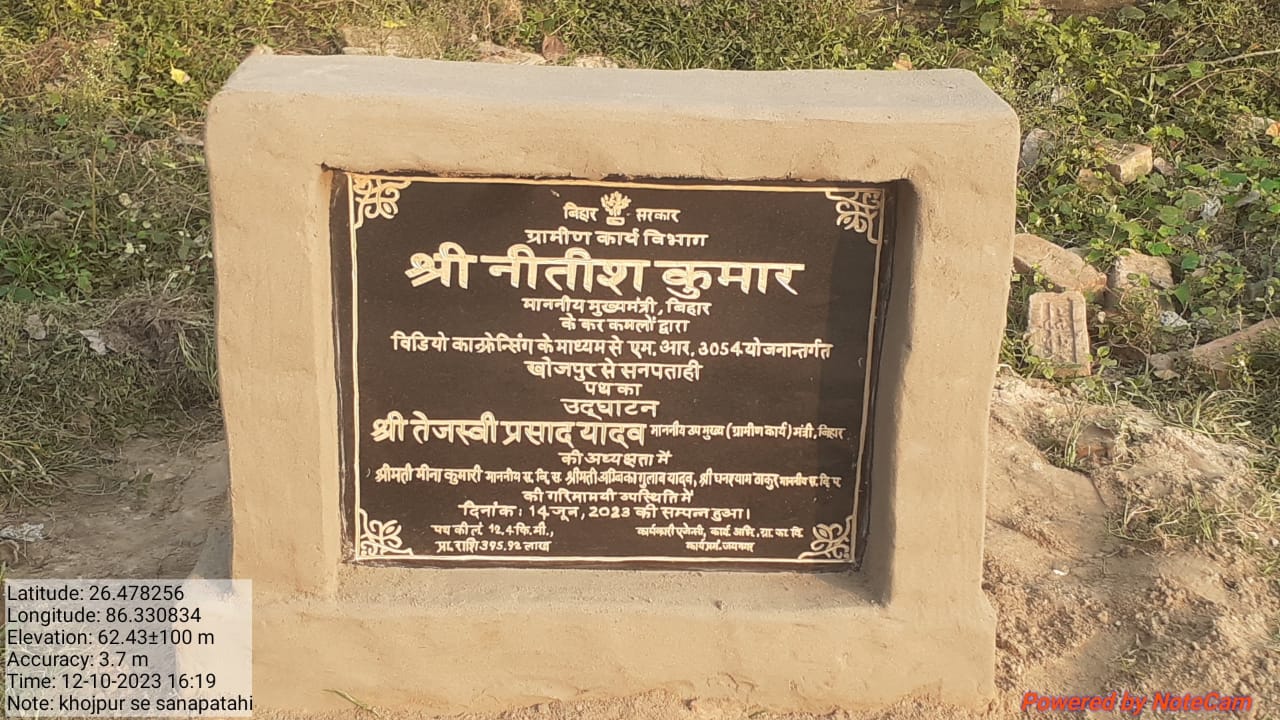 बिहार सरकार
ग्रामीण कार्य विभाग
श्री नीतीश कुमार
माननीय मुख्यमंत्री, बिहार
के कर कमलों द्वारा
विडियो कान्फ्रेन्सिंग के माध्यम से एम. आर. 3054 योजनान्तर्गत
खोजपुर से सनपताही
पथ का
उद्घाटन
श्री तेजस्वी प्रसाद यादव माननीय उप मुख्य (ग्रामीण कार्य) मंत्री, बिहार
की अध्यक्षता में
श्रीमती मीना कुमारी माननीय स. वि. स. श्रीमती अम्बिका गुलाब यादव, श्री घनश्याम ठाकुर माननीय स. वि. प.
की गरिमामयी उपस्थिति में
दिनांक: 14 जून, 2023 को सम्पन्न हुआ।
पथ की लं. 12.4 कि.मी., कार्यकारी एजेन्सी, कार्य. अभि. ग्रा. का. वि.
प्रा. राशि 395.92 लाख कार्य प्रमं. जयनगर
Latitude: 26.478256
Longitude: 86.330834
Elevation: 62.43±100 m
Accuracy: 3.7 m
Time: 12-10-2023 16:19
Note: khojpur se sanapatahi
Powered by NoteCam